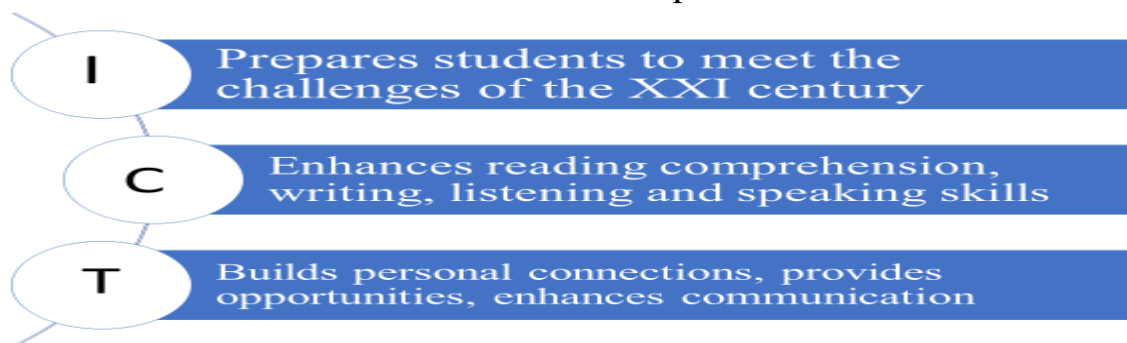 I
Prepares students to meet the
challenges of the XXI century
C
Enhances reading comprehension,
writing, listening and speaking skills
T
Builds personal connections, provides
opportunities, enhances communication